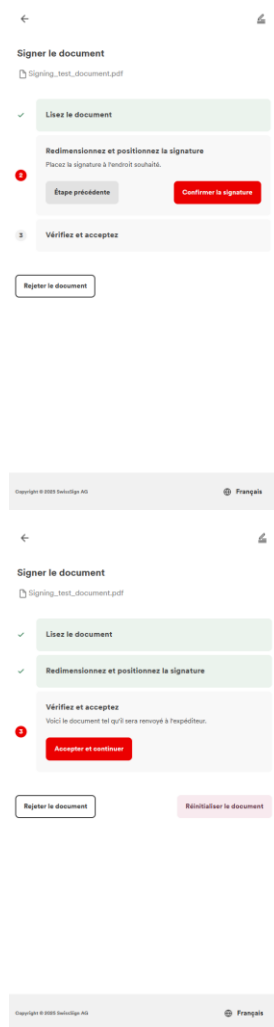 Signer le document
Signing_test_document.pdf
Lisez le document
2
Redimensionnez et positionnez la signature
Placez la signature à l'endroit souhaité.
Étape précédente
Confirmer la signature
3
Vérifiez et acceptez
Rejeter le document
Copyright © 2025 SwissSign AG
Français
Signer le document
Signing_test_document.pdf
Lisez le document
Redimensionnez et positionnez la signature
3
Vérifiez et acceptez
Voici le document tel qu'il sera renvoyé à l'expéditeur.
Accepter et continuer
Rejeter le document
Réinitialiser le document
Copyright © 2025 SwissSign AG
Français